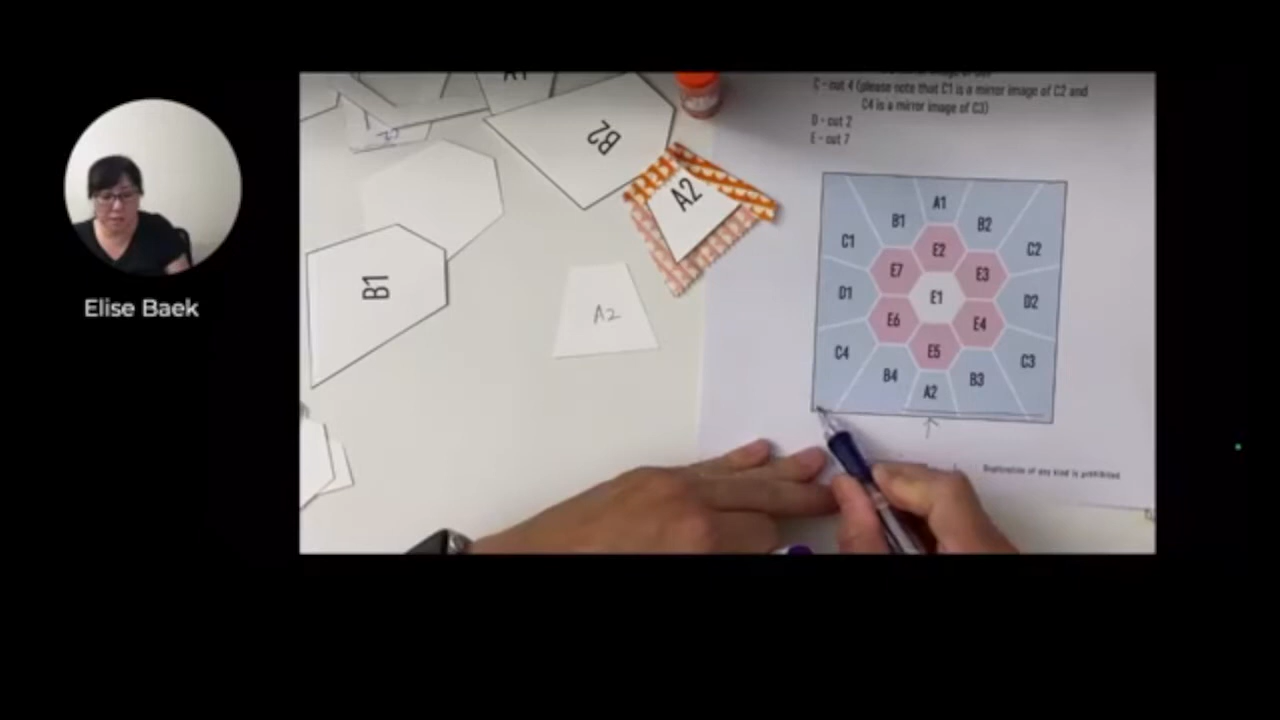 Elise Baek
A1
B2
A2
B1
A2
C - cut 4 (please note that C1 is a mirror image of C2 and
C4 is a mirror image of C3)
D - cut 2
E - cut 7
A1
B1
B2
C1
E2
C2
E7
E3
D1
E1
D2
E6
E4
C4
E5
C3
B4
A2
B3
Duplication of any kind is prohibited